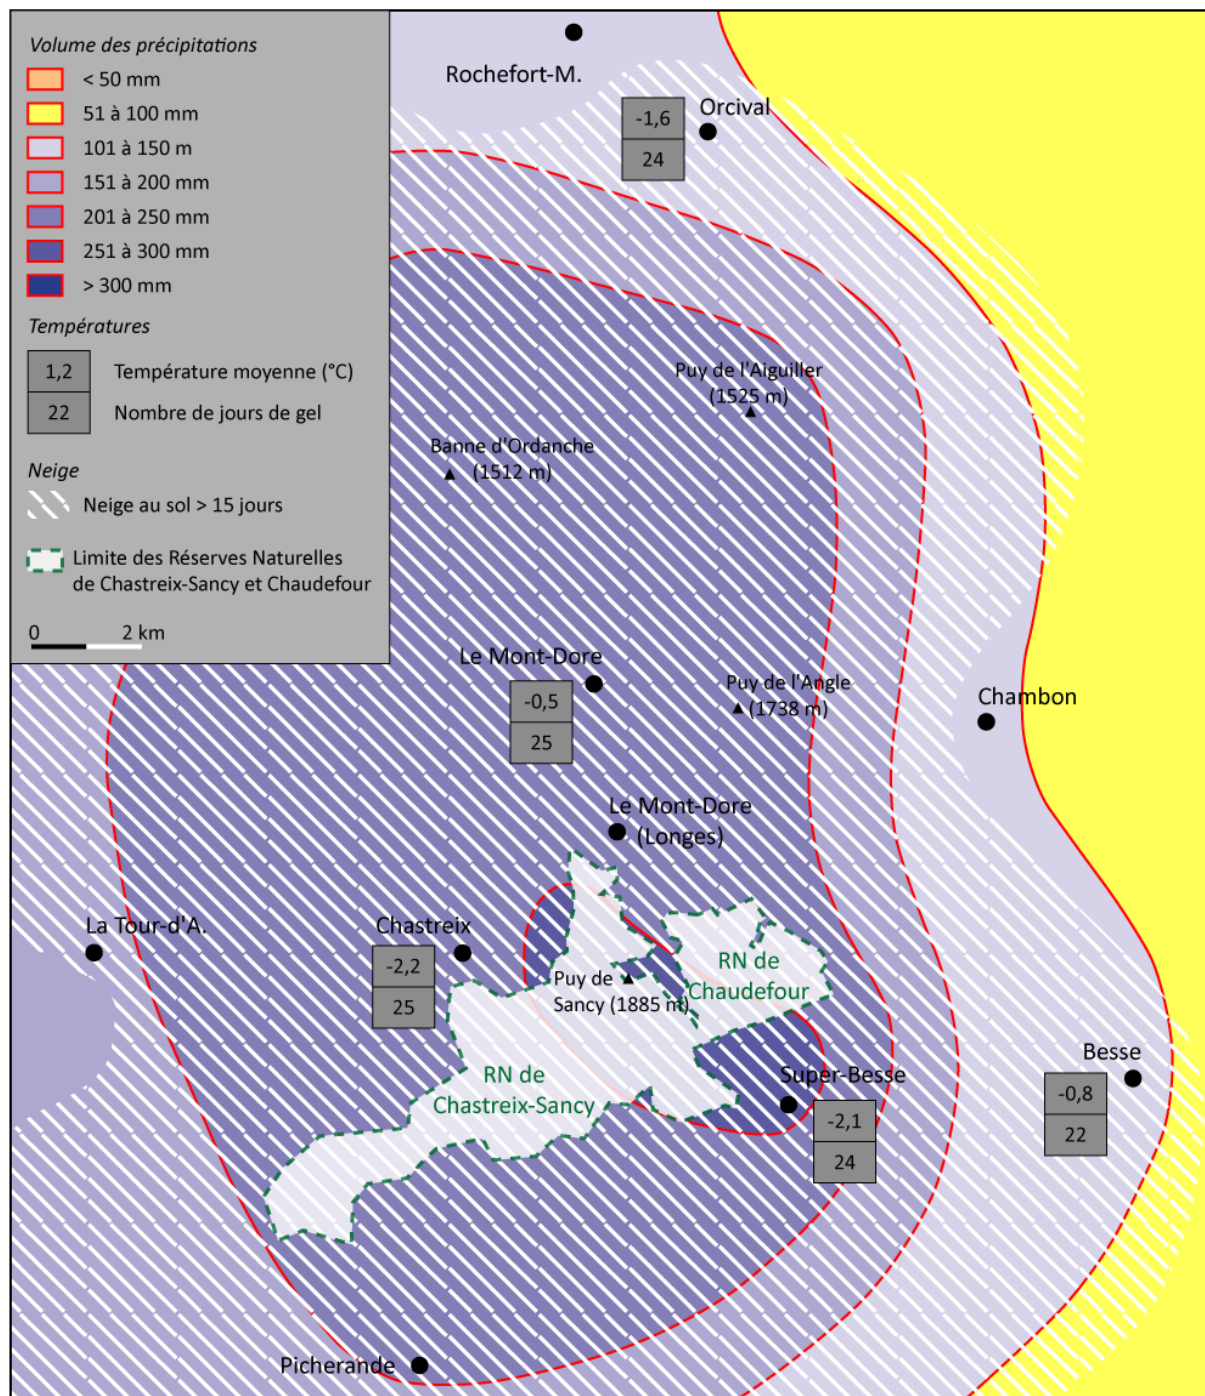 Volume des précipitations
< 50 mm
51 à 100 mm
101 à 150 m
151 à 200 mm
201 à 250 mm
251 à 300 mm
> 300 mm
Températures
1,2
Température moyenne (°C)
22
Nombre de jours de gel
Neige
Neige au sol > 15 jours
Limite des Réserves Naturelles
de Chastreix-Sancy et Chaudefour
0 2 km
Rochefort-M.
Orcival
-1,6
24
Puy de l'Aiguiller
(1525 m)
Banne d'Ordanche
(1512 m)
Le Mont-Dore
-0,5
25
Puy de l'Angle
(1738 m)
Chambon
Le Mont-Dore
(Longes)
La Tour-d'A.
Chastreix
-2,2
25
RN de
Chaudefour
Puy de
Sancy (1885 m)
RN de
Chastreix-Sancy
Super-Besse
-2,1
24
Besse
-0,8
22
Picherande